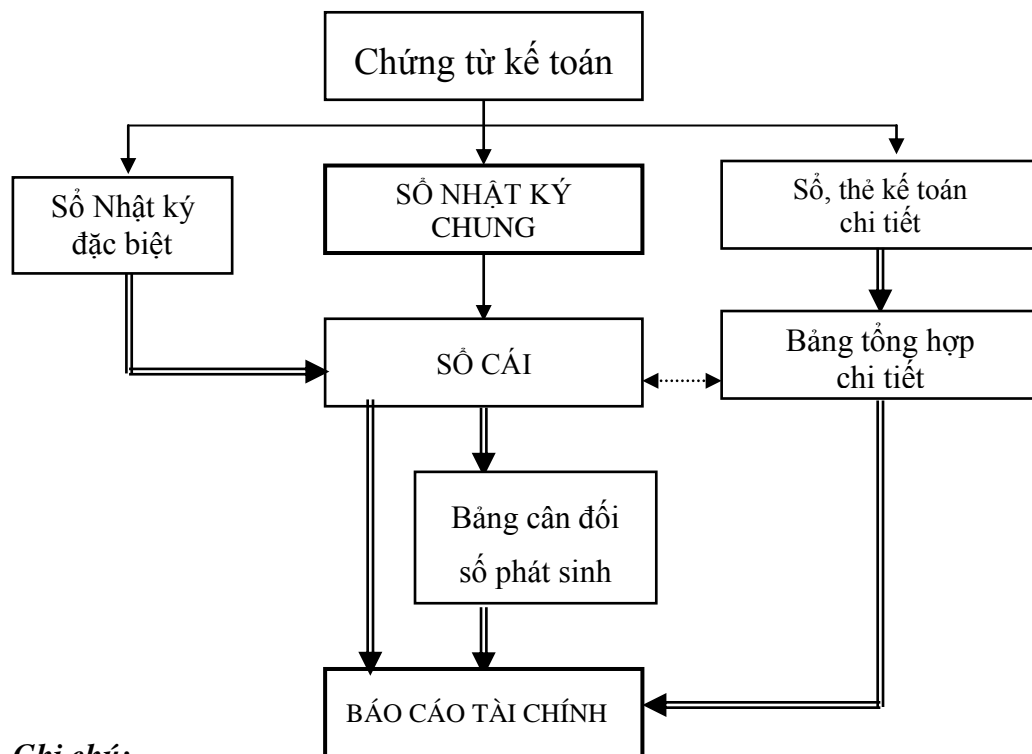 Chứng từ kế toán
Sổ Nhật ký
đặc biệt
SỔ NHẬT KÝ
CHUNG
Sổ, thẻ kế toán
chi tiết
SỔ CÁI
Bảng tổng hợp
chi tiết
Bảng cân đối
số phát sinh
BÁO CÁO TÀI CHÍNH
Ghi chú: